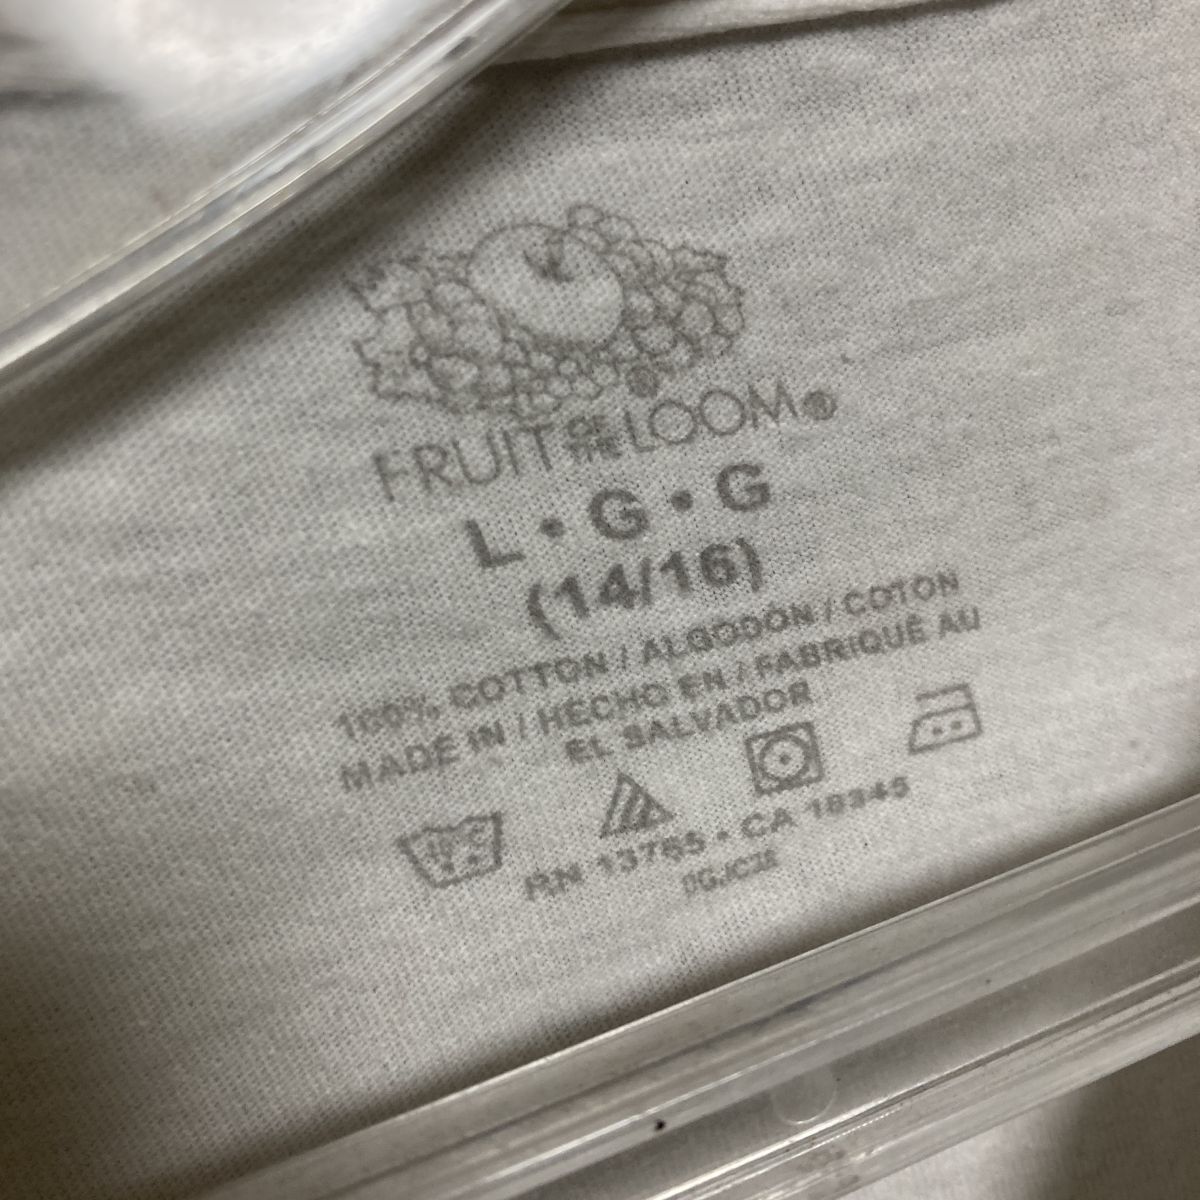 FRUIT OF THE LOOM®
L•G•G
(14/16)
100% COTTON / ALGODÓN / COTON
MADE IN / HECHO EN / FABRIQUÉ AU
EL SALVADOR
RN 13765 • CA 18345